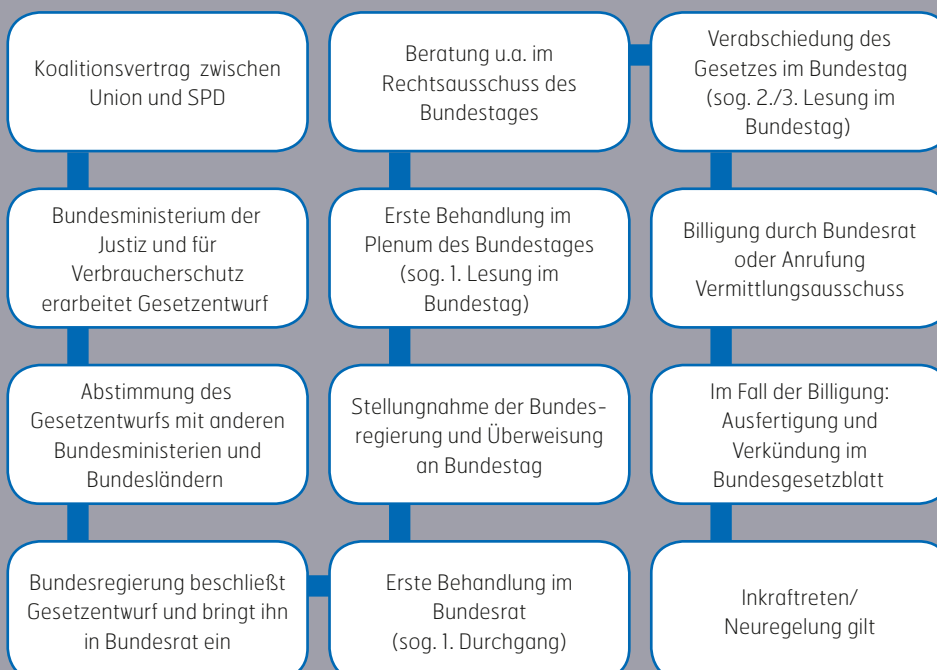 Koalitionsvertrag zwischen
Union und SPD
Bundesministerium der
Justiz und für
Verbraucherschutz
erarbeitet Gesetzentwurf
Abstimmung des
Gesetzentwurfs mit anderen
Bundesministerien und
Bundesländern
Bundesregierung beschließt
Gesetzentwurf und bringt ihn
in Bundesrat ein
Erste Behandlung im
Bundesrat
(sog. 1. Durchgang)
Stellungnahme der Bundes-
regierung und Überweisung
an Bundestag
Erste Behandlung im
Plenum des Bundestages
(sog. 1. Lesung im
Bundestag)
Beratung u.a. im
Rechtsausschuss des
Bundestages
Verabschiedung des
Gesetzes im Bundestag
(sog. 2./3. Lesung im
Bundestag)
Billigung durch Bundesrat
oder Anrufung
Vermittlungsausschuss
Im Fall der Billigung:
Ausfertigung und
Verkündung im
Bundesgesetzblatt
Inkraftreten/
Neuregelung gilt